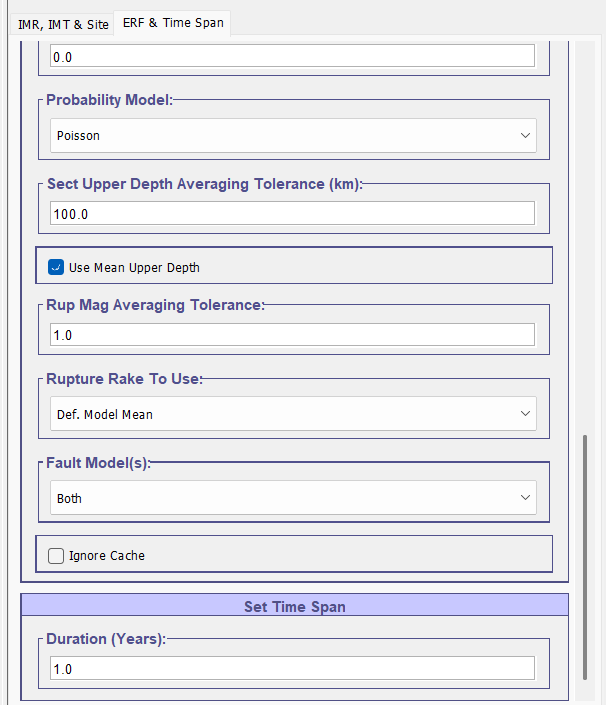 IMR, IMT & Site
ERF & Time Span
0.0
Probability Model:
Poisson
Sect Upper Depth Averaging Tolerance (km):
100.0
Use Mean Upper Depth
Rup Mag Averaging Tolerance:
1.0
Rupture Rake To Use:
Def. Model Mean
Fault Model(s):
Both
Ignore Cache
Set Time Span
Duration (Years):
1.0